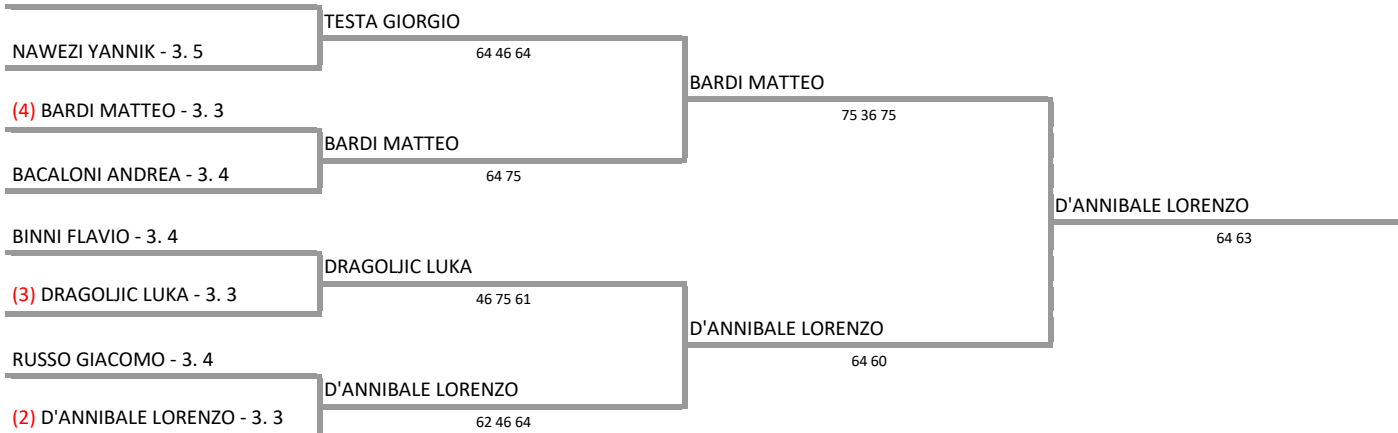 TESTA GIORGIO
NAWEZI YANNIK - 3. 5
64 46 64
BARDI MATTEO
(4) BARDI MATTEO - 3. 3
75 36 75
BARDI MATTEO
BACALONI ANDREA - 3. 4
64 75
D'ANNIBALE LORENZO
BINNI FLAVIO - 3. 4
64 63
DRAGOLJIC LUKA
(3) DRAGOLJIC LUKA - 3. 3
46 75 61
D'ANNIBALE LORENZO
RUSSO GIACOMO - 3. 4
64 60
D'ANNIBALE LORENZO
(2) D'ANNIBALE LORENZO - 3. 3
62 46 64